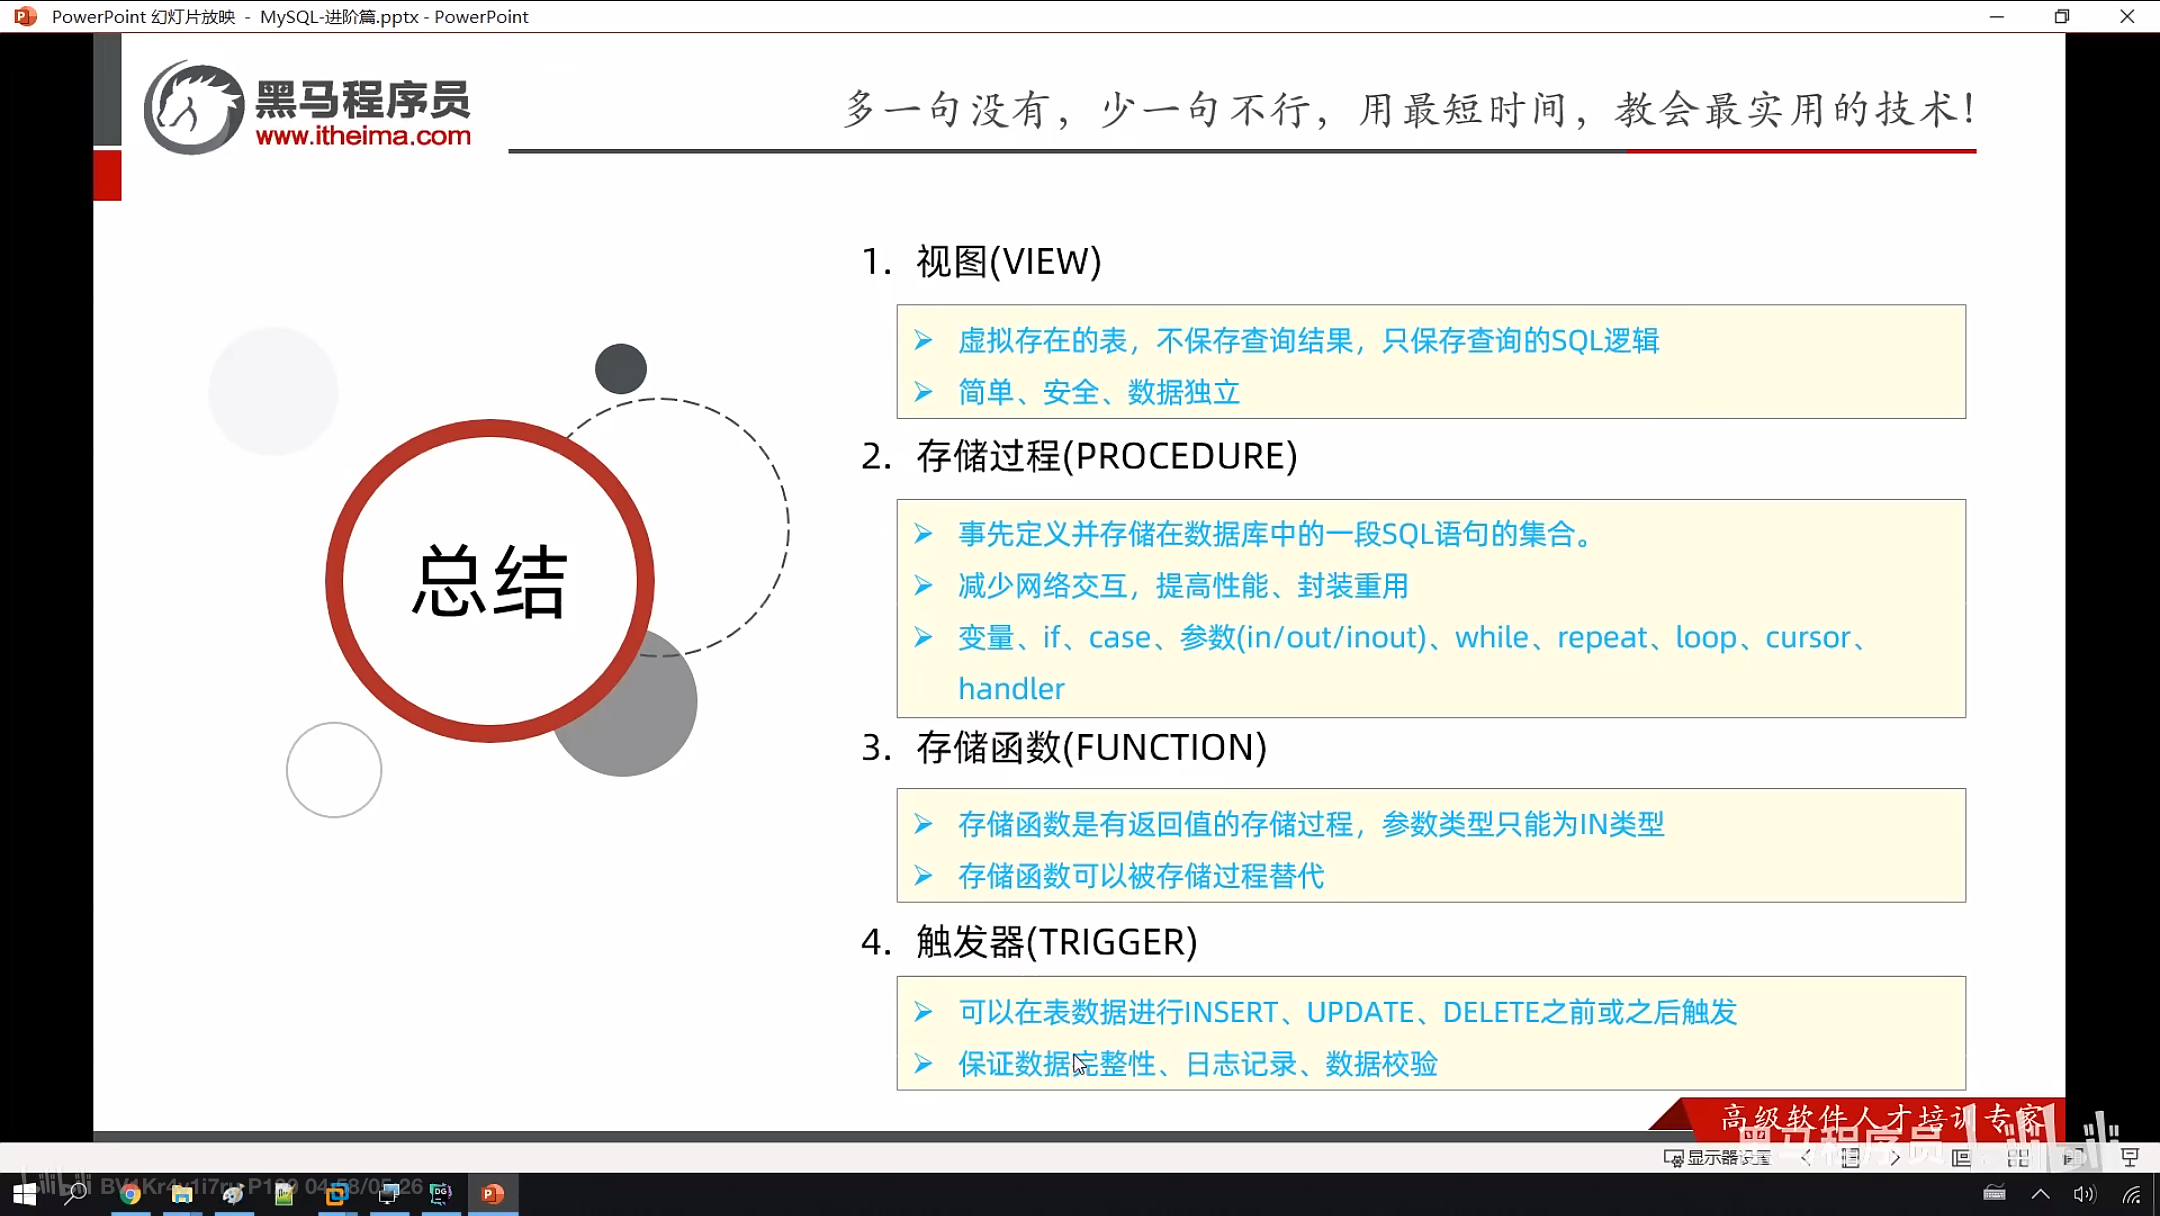 PowerPoint 幻灯片放映 - MySQL-进阶篇.pptx - PowerPoint
黑马程序员
www.itheima.com
多一句没有，少一句不行，用最短时间，教会最实用的技术！
总结
1. 视图(VIEW)
虚拟存在的表，不保存查询结果，只保存查询的SQL逻辑
简单、安全、数据独立
2. 存储过程(PROCEDURE)
事先定义并存储在数据库中的一段SQL语句的集合。
减少网络交互，提高性能、封装重用
变量、if、case、参数(in/out/inout)、while、repeat、loop、cursor、
handler
3. 存储函数(FUNCTION)
存储函数是有返回值的存储过程，参数类型只能为IN类型
存储函数可以被存储过程替代
4. 触发器(TRIGGER)
可以在表数据进行INSERT、UPDATE、DELETE之前或之后触发
保证数据完整性、日志记录、数据校验
高级软件人才培训专家
黑马程序员
显示器设置
04:58/05:26